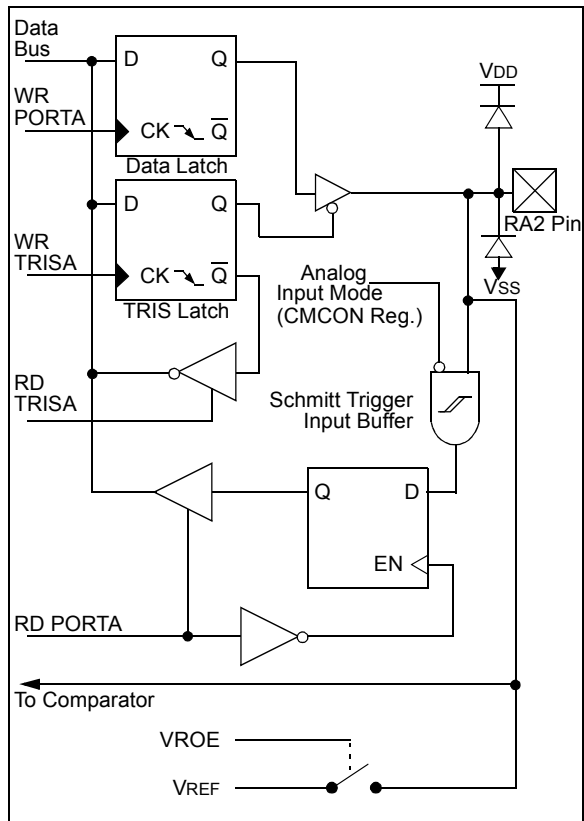 Data
Bus
D
Q
VDD
WR
PORTA
CK
Q
Data Latch
D
Q
RA2 Pin
WR
TRISA
CK
Q
Analog
Input Mode
(CMCON Reg.)
VSS
TRIS Latch
RD
TRISA
Schmitt Trigger
Input Buffer
Q
D
EN
RD PORTA
To Comparator
VROE
VREF